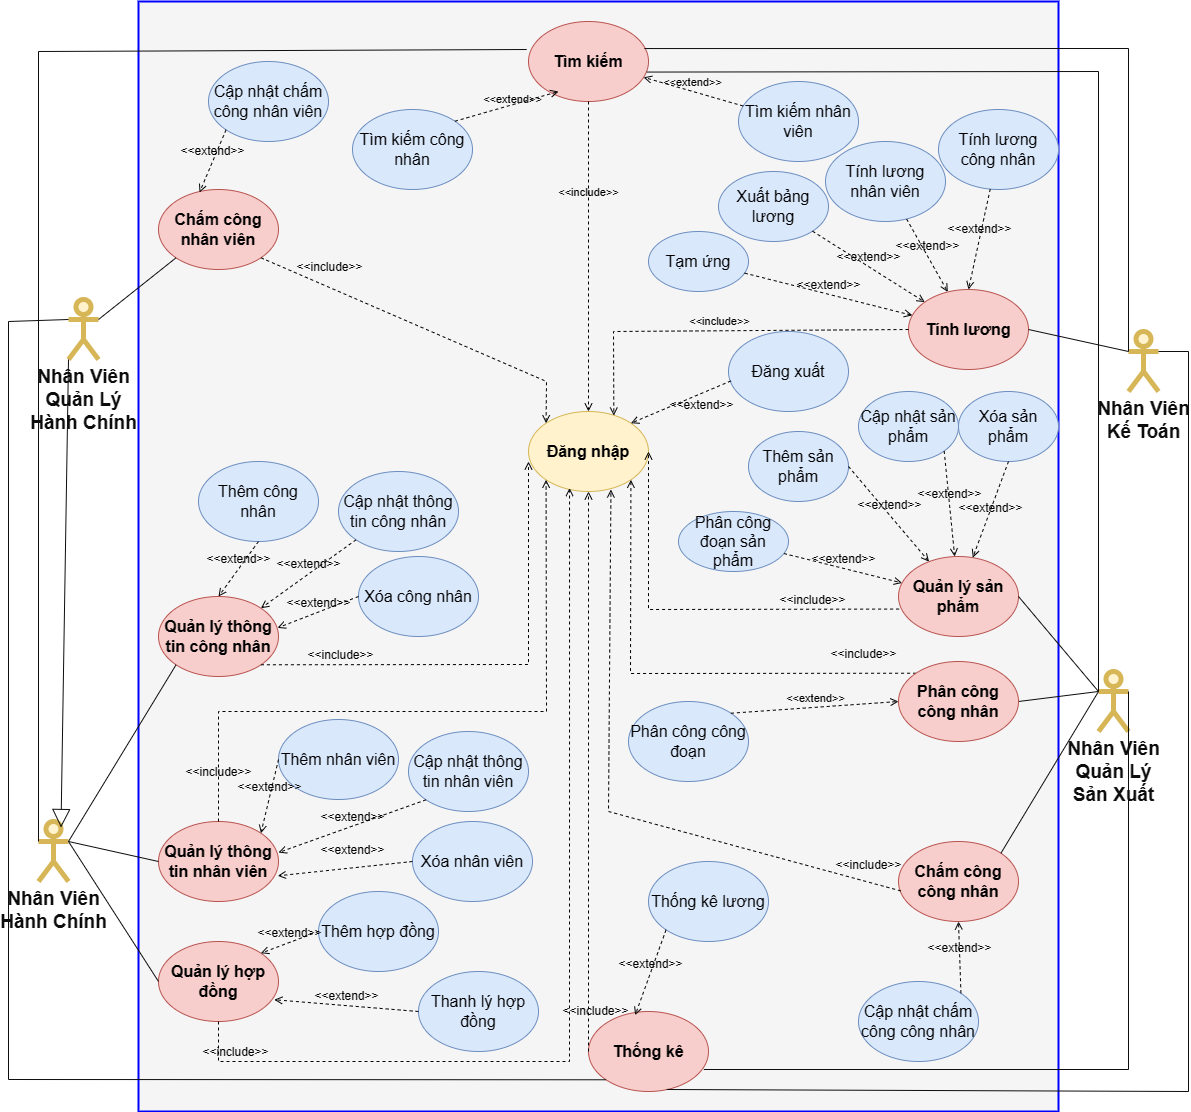 Tìm kiếm
Cập nhật chấm
công nhân viên
<<extend>>
<<extend>>
Tìm kiếm công
nhân
<<extend>>
Tìm kiếm nhân
viên
Tính lương
công nhân
Tính lương
nhân viên
Xuất bảng
lương
<<extend>>
<<include>>
Chấm công
nhân viên
<<extend>>
<<extend>>
<<extend>>
Tạm ứng
<<include>>
<<extend>>
<<include>>
Tính lương
Nhân Viên
Quản Lý
Hành Chính
Đăng xuất
<<extend>>
Nhân Viên
Kế Toán
Cập nhật sản
phẩm
Xóa sản
phẩm
Đăng nhập
Thêm sản
phẩm
Thêm công
nhân
Cập nhật thông
tin công nhân
<<extend>>
<<extend>>
<<extend>>
Phân công
đoạn sản
phẩm
<<extend>>
<<extend>>
<<extend>>
Xóa công nhân
<<extend>>
Quản lý sản
phẩm
<<include>>
Quản lý thông
tin công nhân
<<include>>
<<include>>
Phân công
công nhân
<<extend>>
Phân công công
đoạn
Nhân Viên
Quản Lý
Sản Xuất
Thêm nhân viên
Cập nhật thông
tin nhân viên
<<include>>
<<extend>>
<<extend>>
Quản lý thông
tin nhân viên
<<extend>>
Xóa nhân viên
<<include>>
Chấm công
công nhân
Nhân Viên
Hành Chính
Thống kê lương
Thêm hợp đồng
<<extend>>
<<extend>>
Quản lý hợp
đồng
<<extend>>
<<extend>>
Thanh lý hợp
đồng
<<include>>
Cập nhật chấm
công công nhân
<<include>>
Thống kê